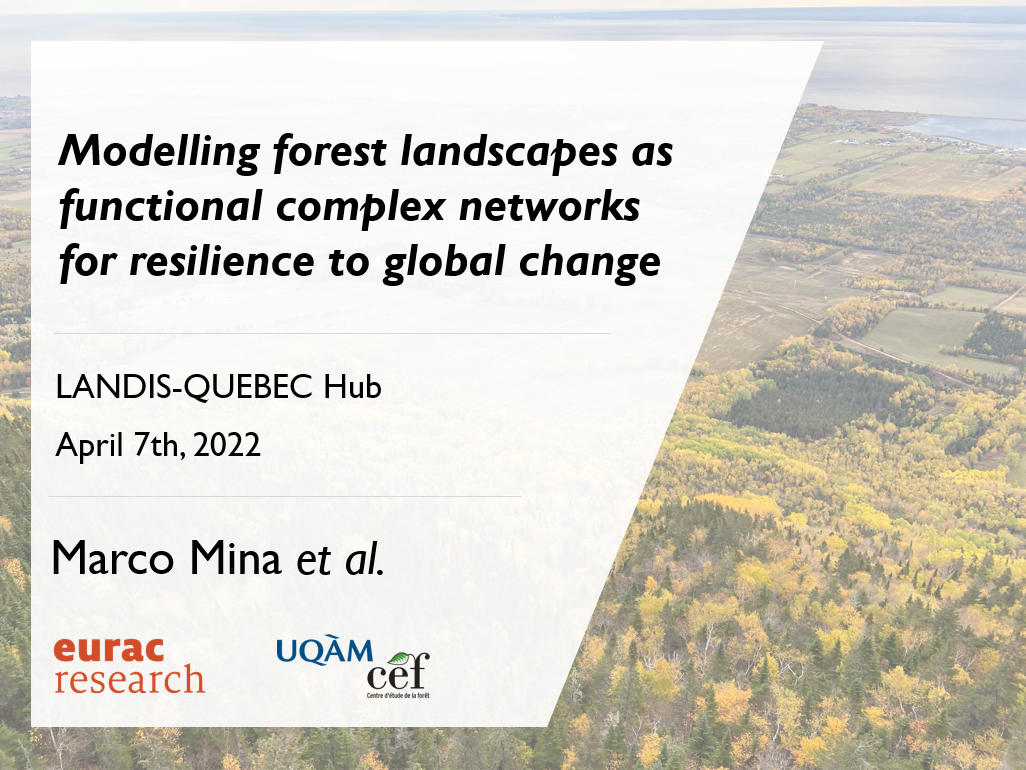 Modelling forest landscapes as
functional complex networks
for resilience to global change
LANDIS-QUEBEC Hub
April 7th, 2022
Marco Mina et al.
eurac
research
UQÀM
cef
Centre d'étude de la forêt